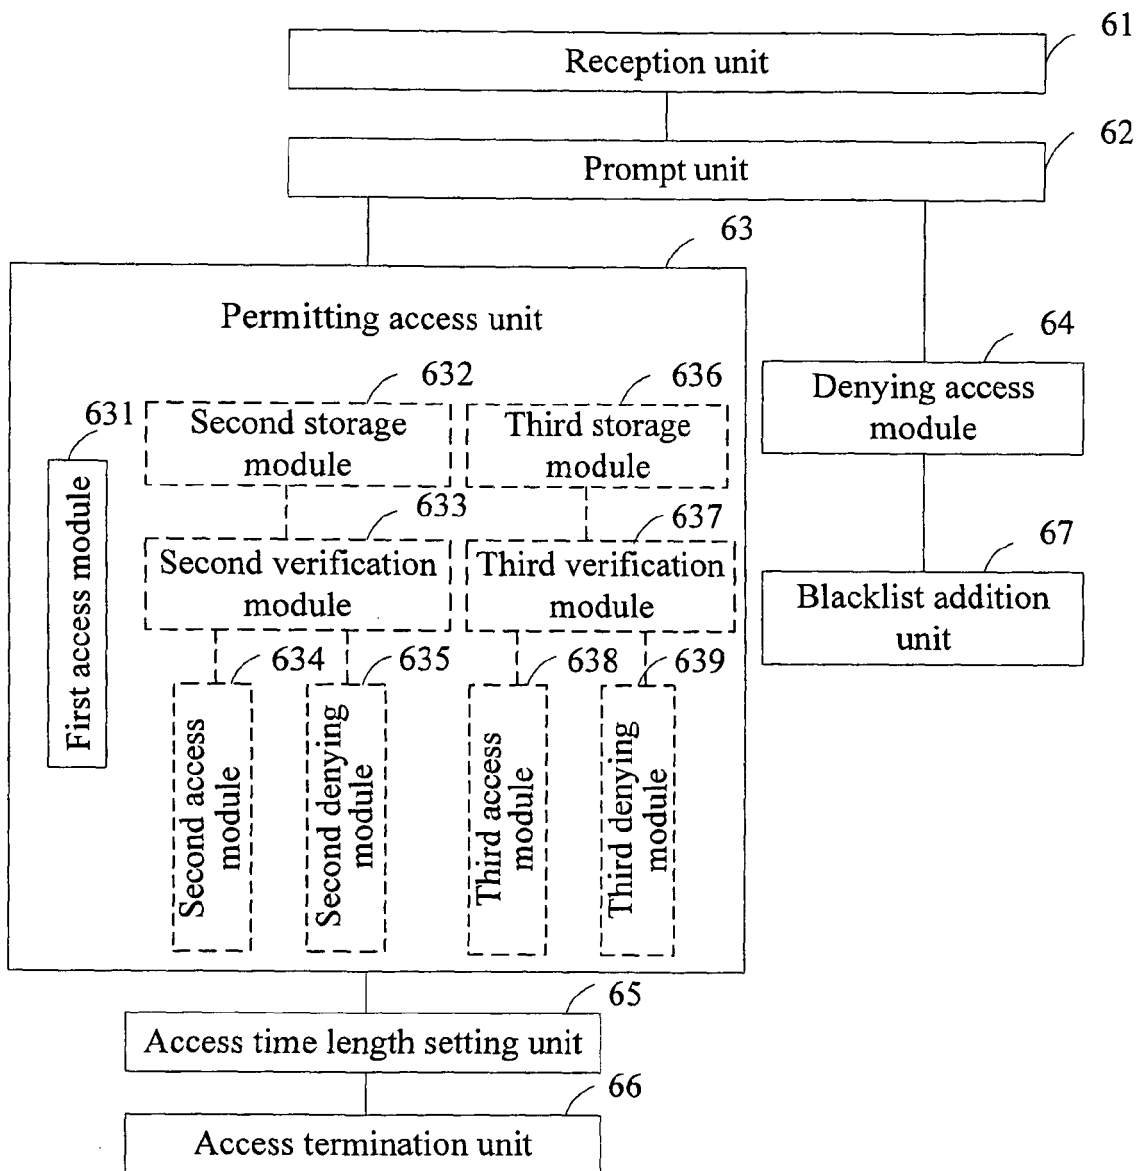 61
Reception unit
62
Prompt unit
63
Permitting access unit
64
Denying access
module
631
First access module
632
Second storage
module
636
Third storage
module
633
Second verification
module
637
Third verification
module
67
Blacklist addition
unit
634
Second access
module
635
Second denying
module
638
Third access
module
639
Third denying
module
65
Access time length setting unit
66
Access termination unit